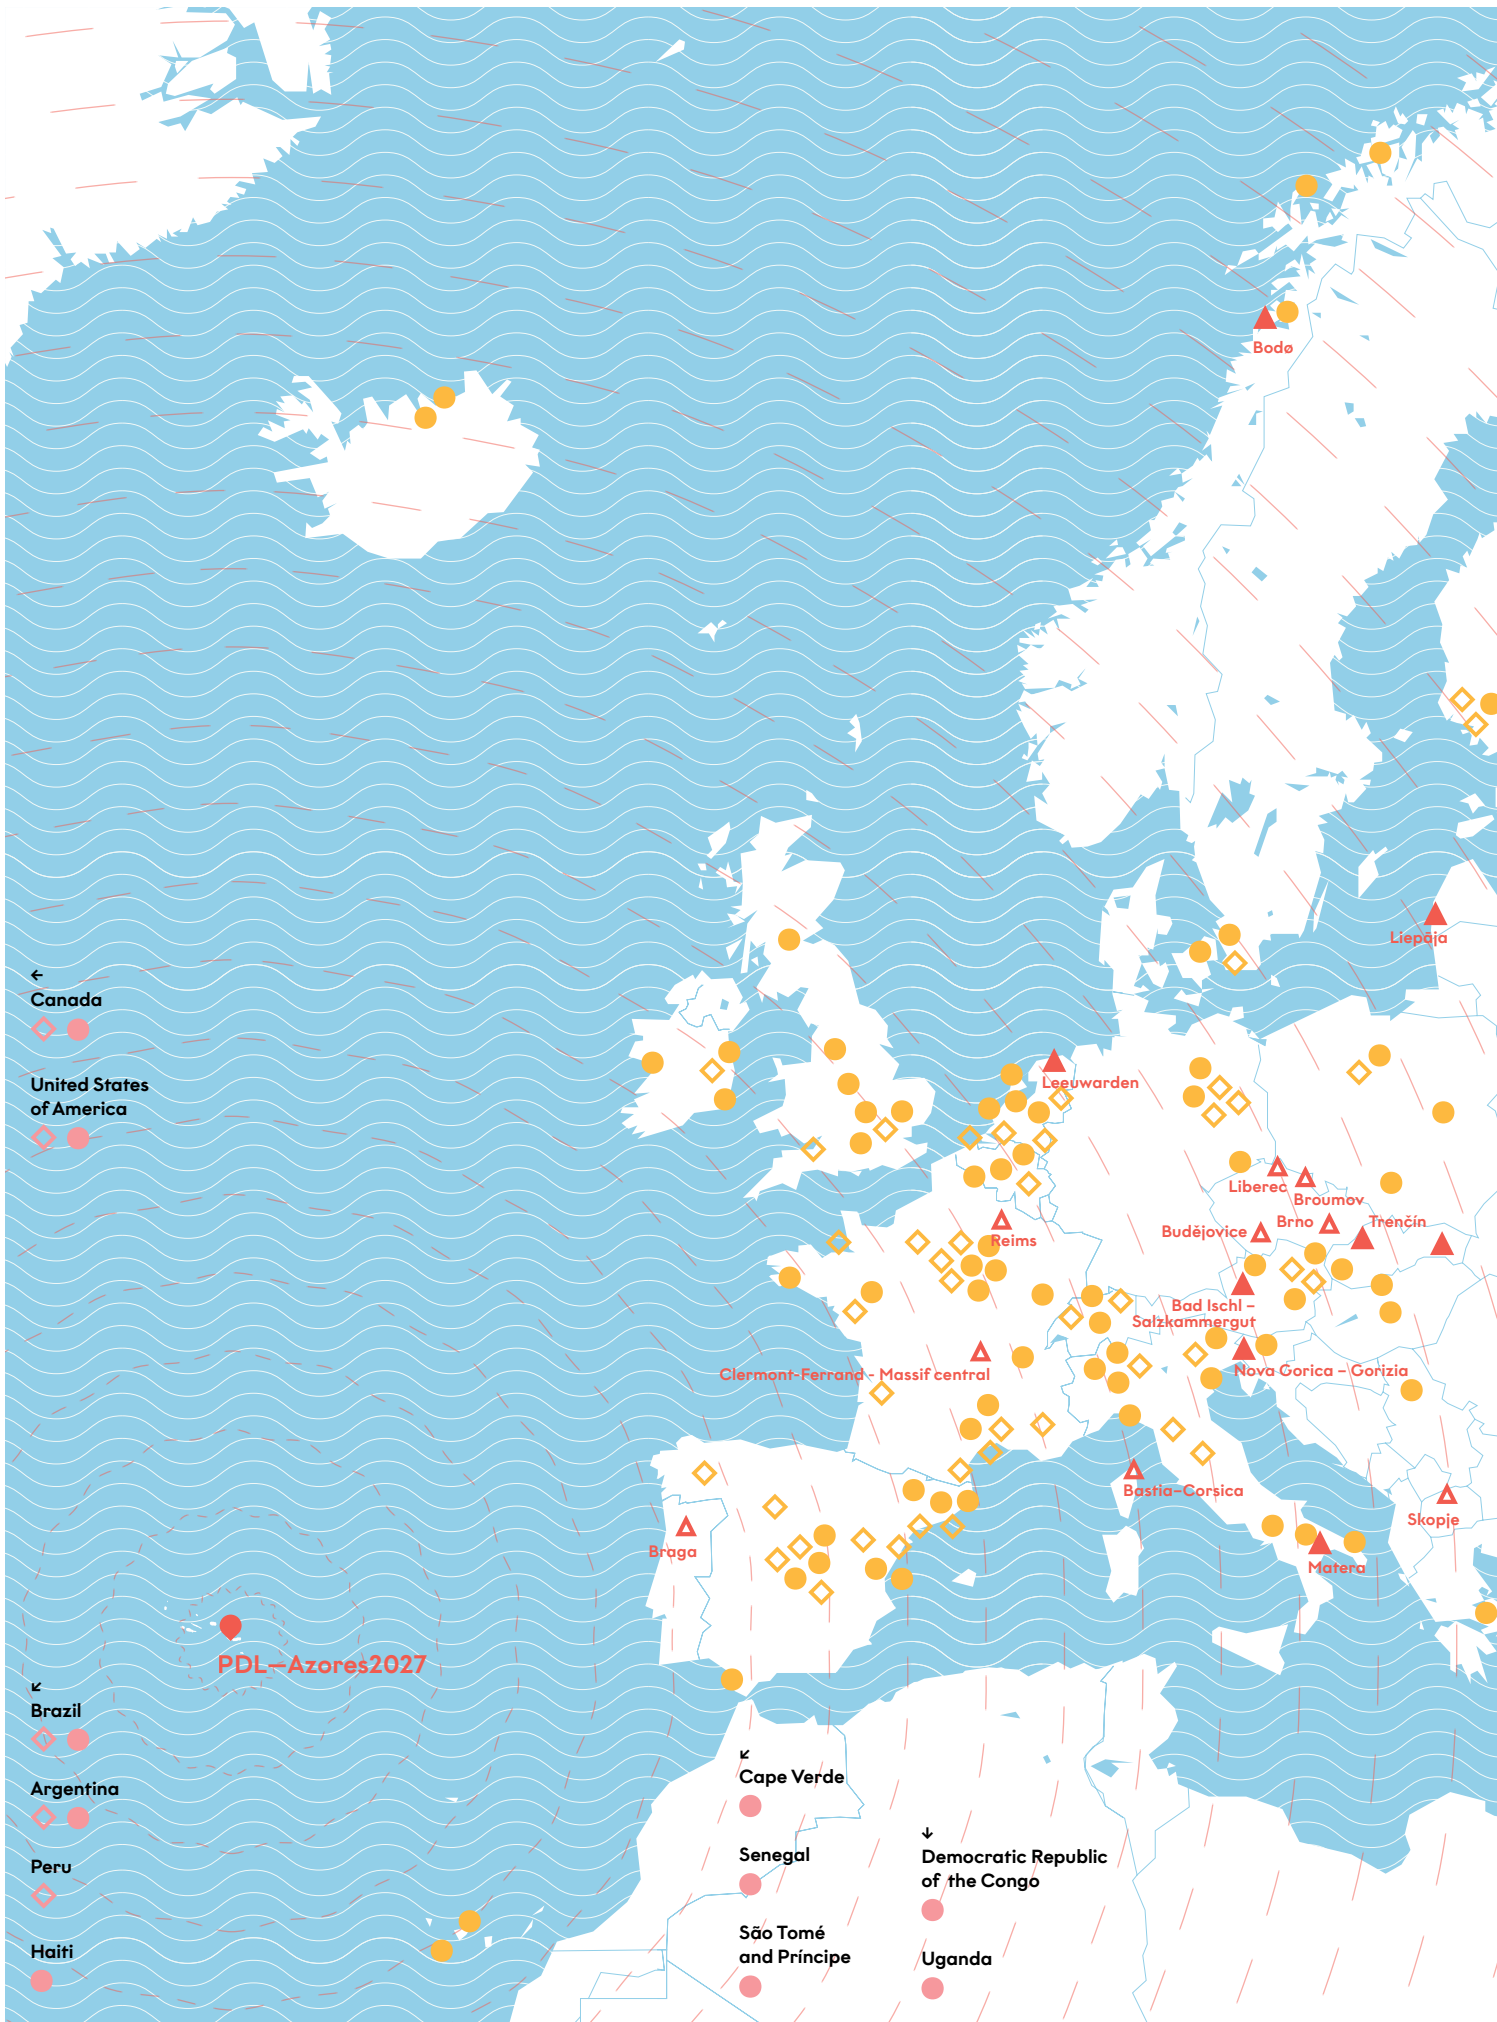 Bodø
Liepāja
←
Canada
United States
of America
Leeuwarden
Liberec
Broumov
Budějovice
Brno
Trenčín
Reims
Bad Ischl –
Salzkammergut
Clermont-Ferrand - Massif central
Nova Gorica – Gorizia
Bastia–Corsica
Skopje
Braga
Matera
PDL—Azores2027
↙
Brazil
Argentina
Peru
Haiti
↙
Cape Verde
Senegal
São Tomé
and Príncipe
↓
Democratic Republic
of the Congo
Uganda